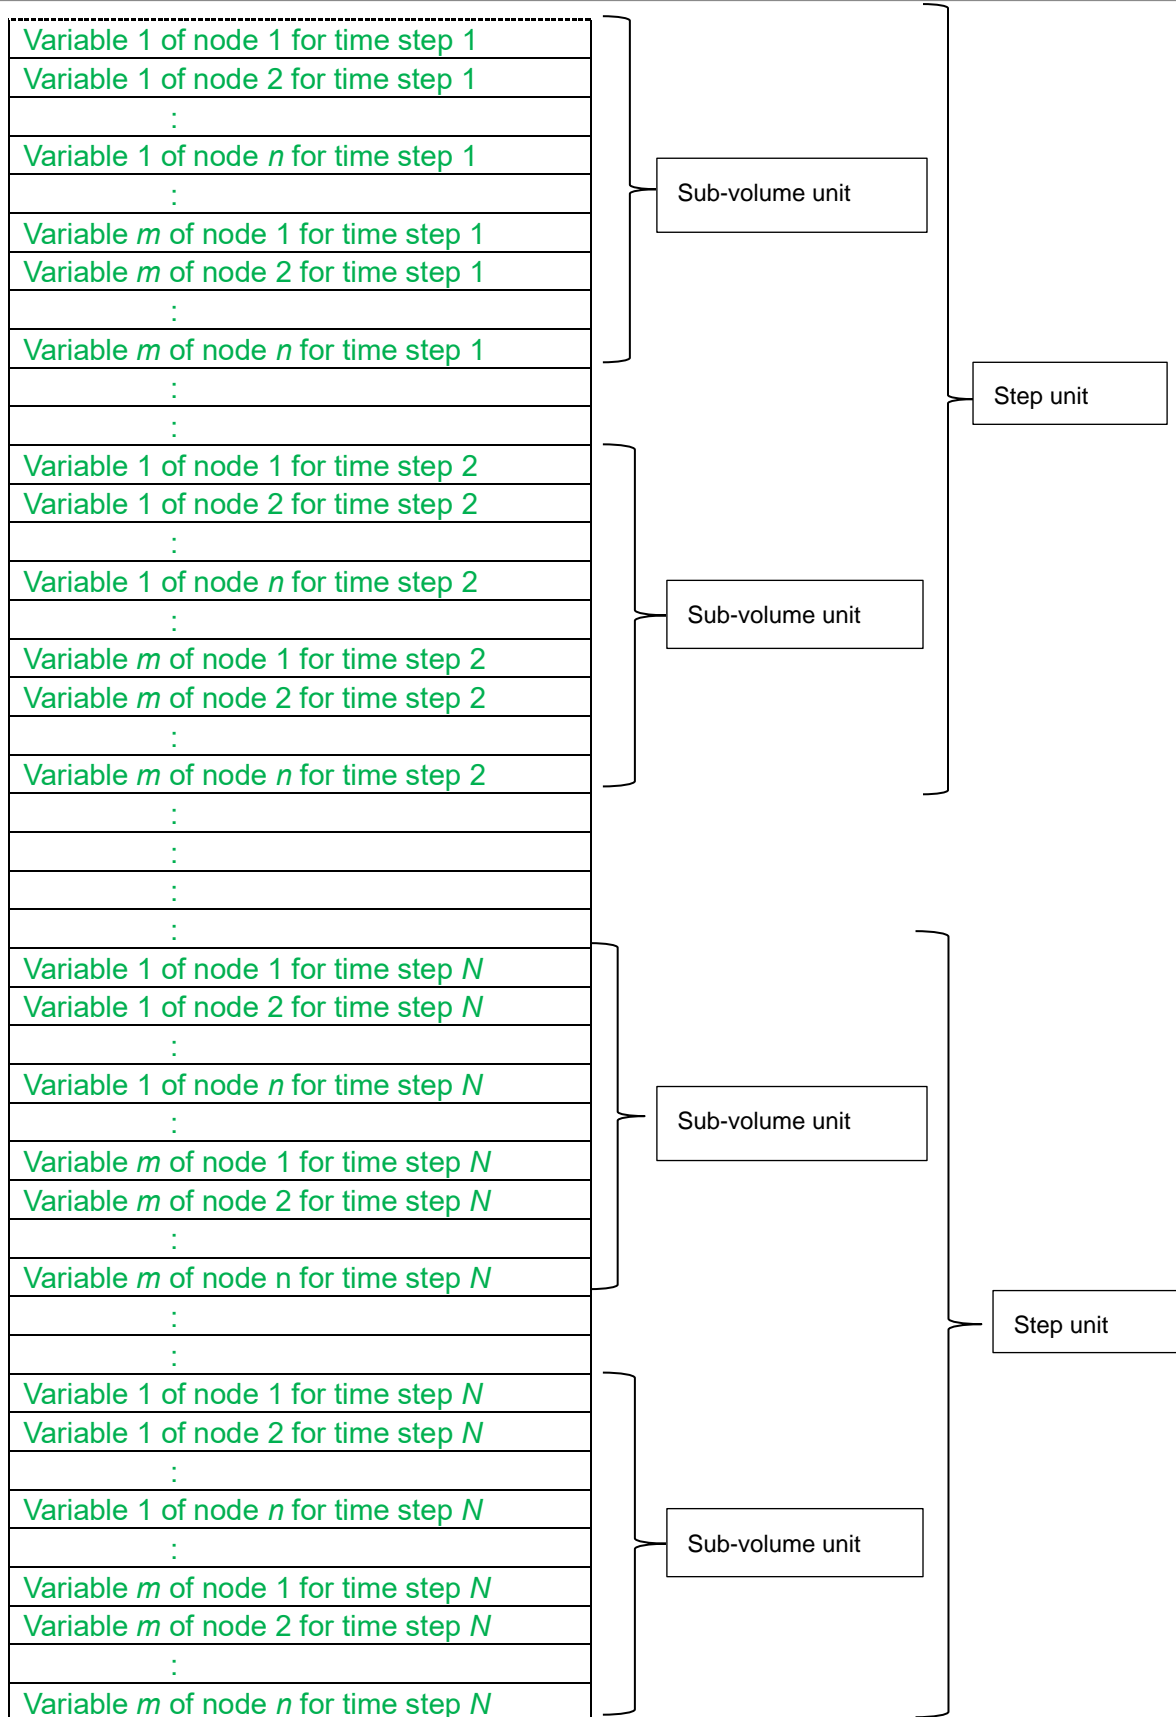 Variable 1 of node 1 for time step 1
Variable 1 of node 2 for time step 1
:
Variable 1 of node n for time step 1
:
Variable m of node 1 for time step 1
Variable m of node 2 for time step 1
:
Variable m of node n for time step 1
:
:
Variable 1 of node 1 for time step 2
Variable 1 of node 2 for time step 2
:
Variable 1 of node n for time step 2
:
Variable m of node 1 for time step 2
Variable m of node 2 for time step 2
:
Variable m of node n for time step 2
:
:
:
:
Variable 1 of node 1 for time step N
Variable 1 of node 2 for time step N
:
Variable 1 of node n for time step N
:
Variable m of node 1 for time step N
Variable m of node 2 for time step N
:
Variable m of node n for time step N
:
:
Variable 1 of node 1 for time step N
Variable 1 of node 2 for time step N
:
Variable 1 of node n for time step N
:
Variable m of node 1 for time step N
Variable m of node 2 for time step N
:
Variable m of node n for time step N
Sub-volume unit
Sub-volume unit
Sub-volume unit
Sub-volume unit
Step unit
Step unit